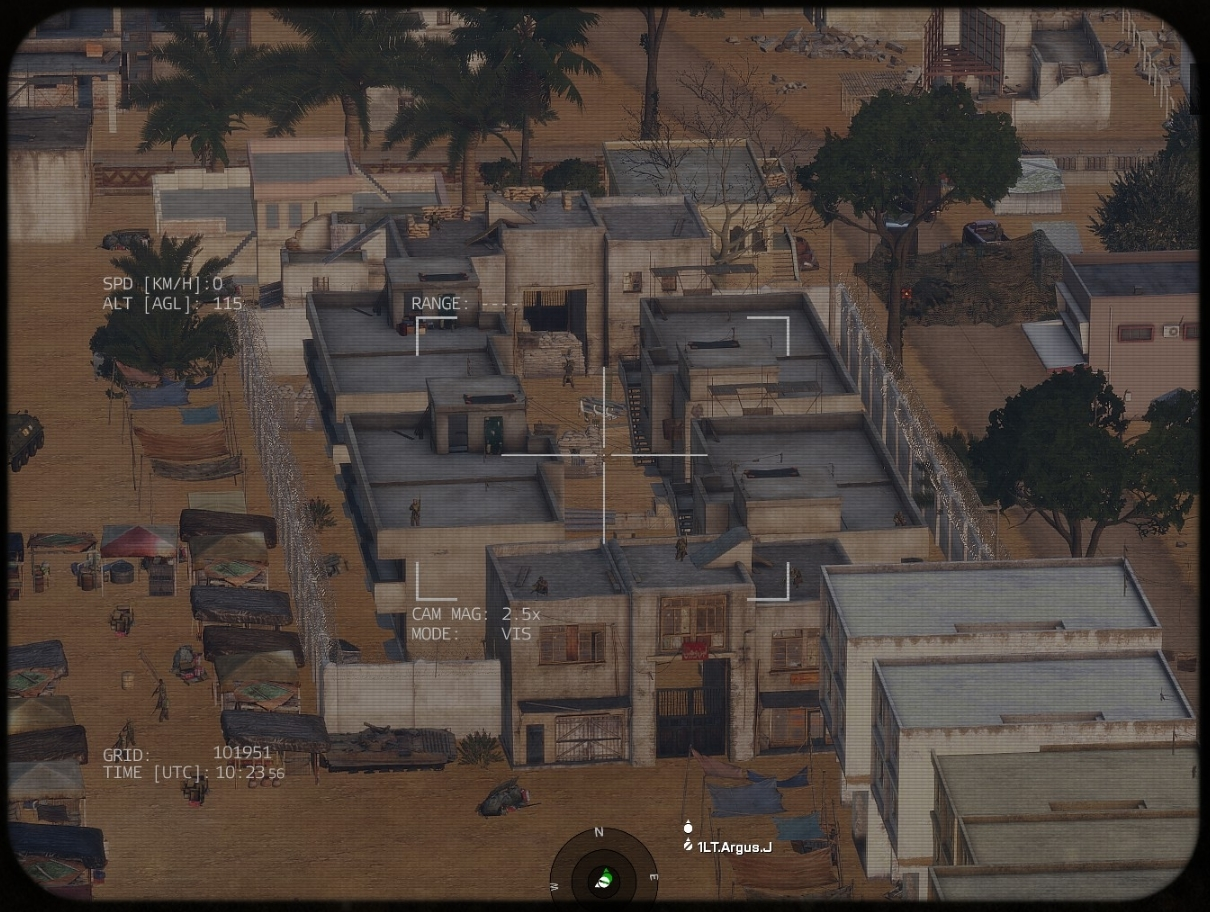 SPD [KM/H]:0
ALT [AGL]: 115
RANGE: ----
CAM MAG: 2.5x
MODE: VIS
GRID: 101951
TIME [UTC]: 10:23 56
N
W
E
1LT.Argus.J